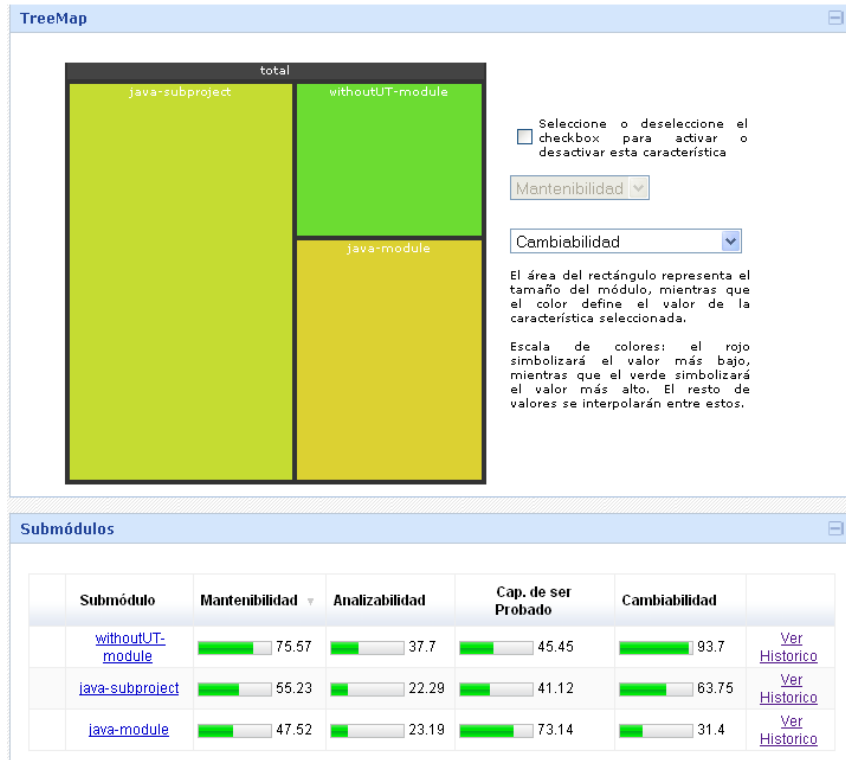 TreeMap
total
java-subproject
withoutUT-module
java-module
Seleccione o deseleccione el
checkbox para activar o
desactivar esta característica
Mantenibilidad
Cambiabilidad
El área del rectángulo representa el
tamaño del módulo, mientras que
el color define el valor de la
característica seleccionada.
Escala de colores: el rojo
simbolizará el valor más bajo,
mientras que el verde simbolizará
el valor más alto. El resto de
valores se interpolarán entre estos.
Submódulos
Submódulo Mantenibilidad Analizabilidad Cap. de ser Probado Cambiabilidad
withoutUT-module 75.57 37.7 45.45 93.7 Ver Historico
java-subproject 55.23 22.29 41.12 63.75 Ver Historico
java-module 47.52 23.19 73.14 31.4 Ver Historico